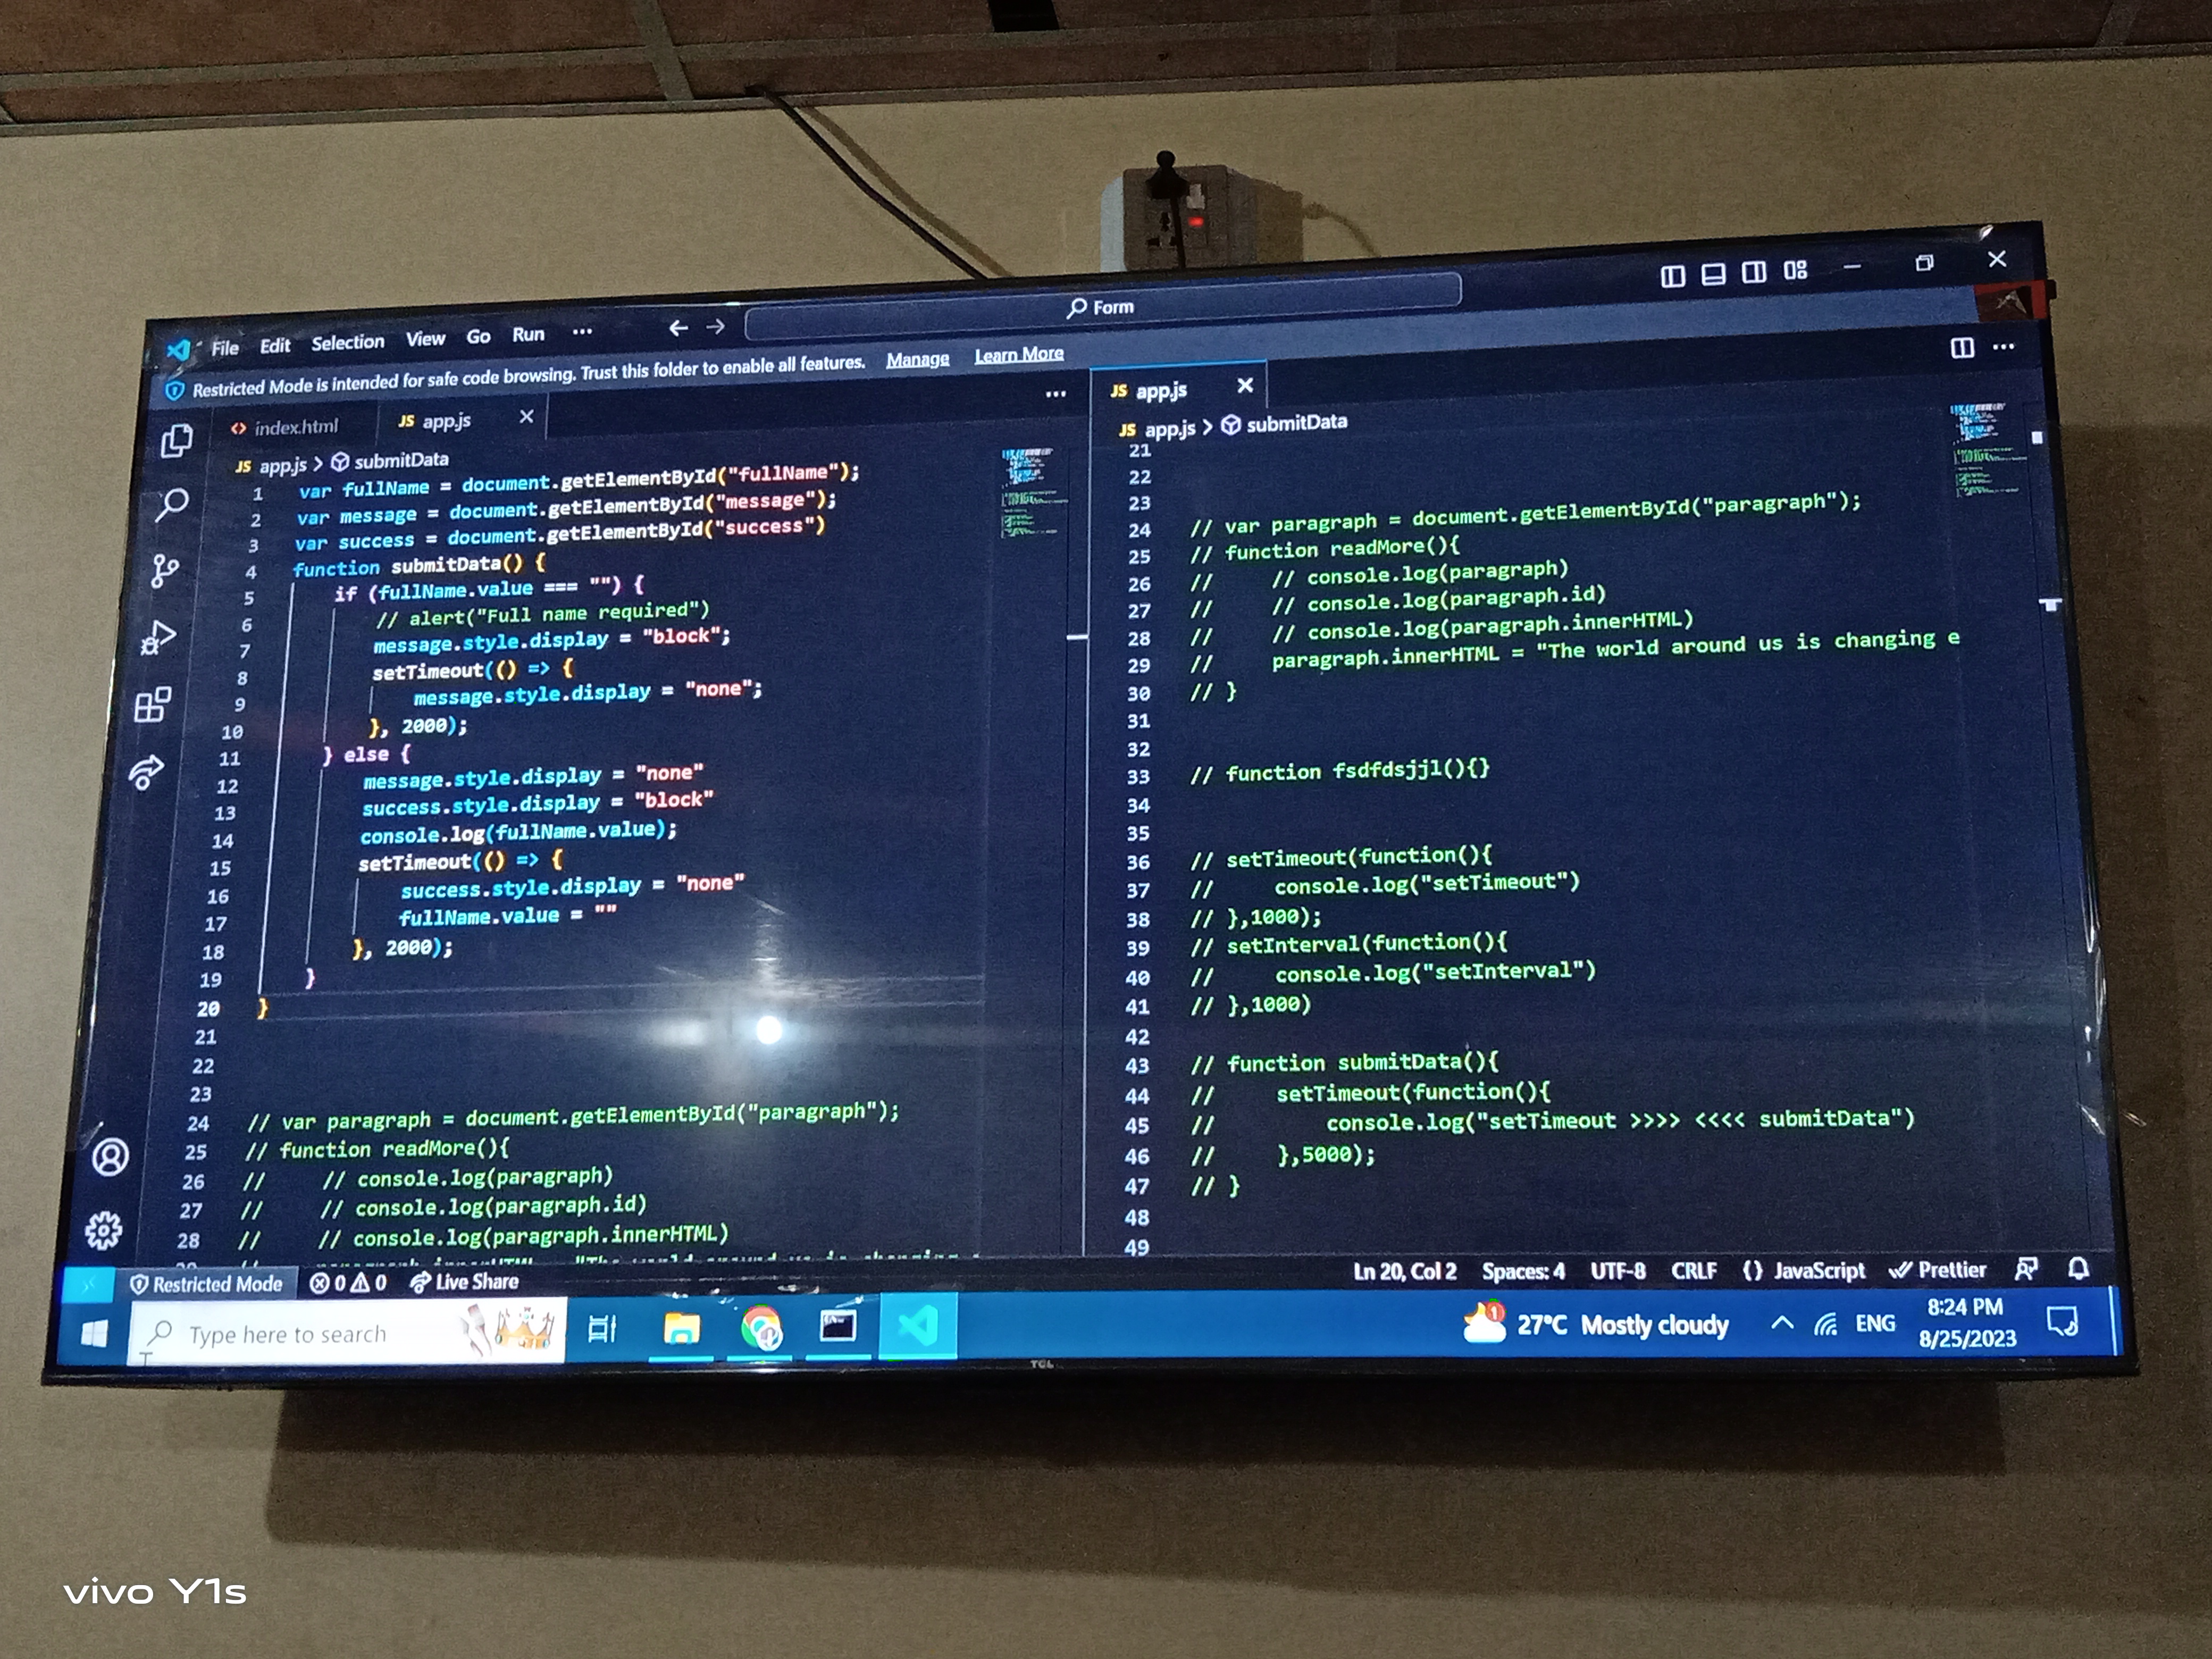 File Edit Selection View Go Run ··· ← → Form
Restricted Mode is intended for safe code browsing. Trust this folder to enable all features. Manage Learn More
<> index.html JS app.js × ···
JS app.js > submitData
1 var fullName = document.getElementById("fullName");
2 var message = document.getElementById("message");
3 var success = document.getElementById("success")
4 function submitData() {
5 if (fullName.value === "") {
6 // alert("Full name required")
7 message.style.display = "block";
8 setTimeout(() => {
9 message.style.display = "none";
10 }, 2000);
11 } else {
12 message.style.display = "none"
13 success.style.display = "block"
14 console.log(fullName.value);
15 setTimeout(() => {
16 success.style.display = "none"
17 fullName.value = ""
18 }, 2000);
19 }
20 }
21
22
23
24 // var paragraph = document.getElementById("paragraph");
25 // function readMore(){
26 // // console.log(paragraph)
27 // // console.log(paragraph.id)
28 // // console.log(paragraph.innerHTML)
JS app.js × ···
JS app.js > submitData
21
22
23
24 // var paragraph = document.getElementById("paragraph");
25 // function readMore(){
26 // // console.log(paragraph)
27 // // console.log(paragraph.id)
28 // // console.log(paragraph.innerHTML)
29 // paragraph.innerHTML = "The world around us is changing e
30 // }
31
32
33 // function fsdfdsjjl(){}
34
35
36 // setTimeout(function(){
37 // console.log("setTimeout")
38 // },1000);
39 // setInterval(function(){
40 // console.log("setInterval")
41 // },1000)
42
43 // function submitData(){
44 // setTimeout(function(){
45 // console.log("setTimeout >>>> <<<< submitData")
46 // },5000);
47 // }
48
49
Restricted Mode 0 0 Live Share Ln 20, Col 2 Spaces: 4 UTF-8 CRLF {} JavaScript Prettier
Type here to search 1 27°C Mostly cloudy ENG 8:24 PM
8/25/2023
TCL
vivo Y1s